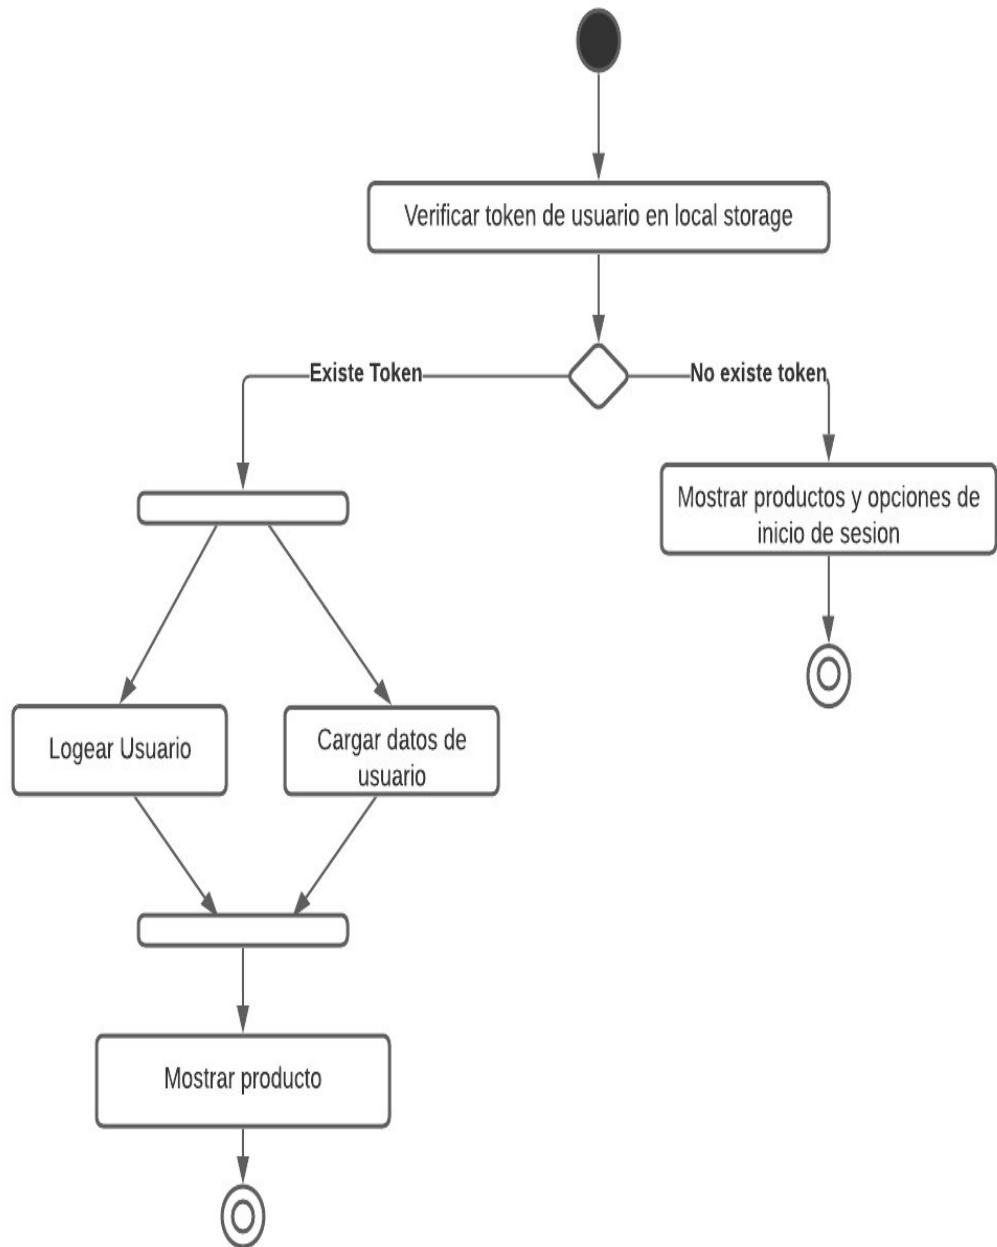 Verificar token de usuario en local storage
Existe Token
No existe token
Mostrar productos y opciones de
inicio de sesion
Logear Usuario
Cargar datos de
usuario
Mostrar producto